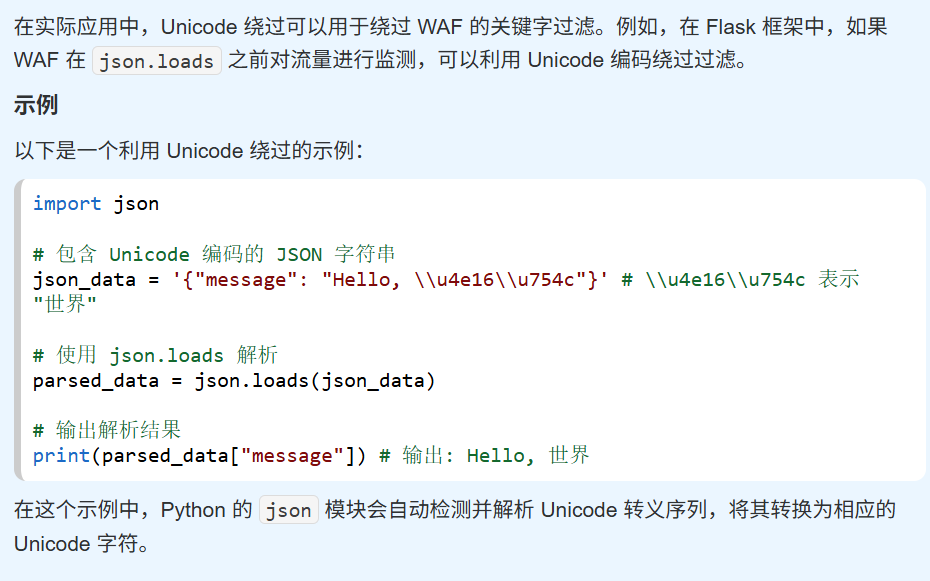 在实际应用中，Unicode 绕过可以用于绕过 WAF 的关键字过滤。例如，在 Flask 框架中，如果
WAF 在 json.loads 之前对流量进行监测，可以利用 Unicode 编码绕过过滤。
示例
以下是一个利用 Unicode 绕过的示例：
import json
# 包含 Unicode 编码的 JSON 字符串
json_data = '{"message": "Hello, \\u4e16\\u754c"}' # \\u4e16\\u754c 表示
"世界"
# 使用 json.loads 解析
parsed_data = json.loads(json_data)
# 输出解析结果
print(parsed_data["message"]) # 输出: Hello, 世界
在这个示例中，Python 的 json 模块会自动检测并解析 Unicode 转义序列，将其转换为相应的
Unicode 字符。